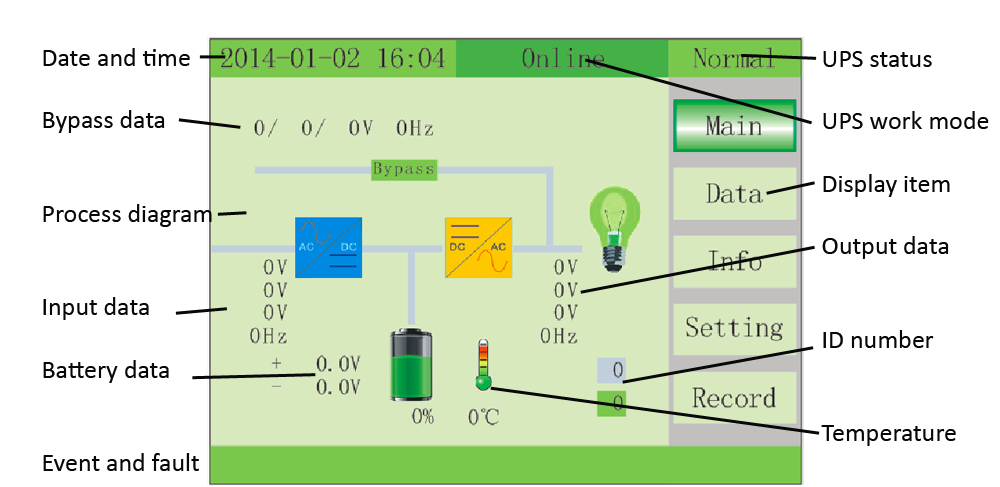 Date and time
2014-01-02 16:04
Online
Normal
UPS status
Bypass data
0/ 0/ 0V 0Hz
Main
UPS work mode
Bypass
Data
Display item
Process diagram
AC DC
DC AC
Info
Output data
0V
0V
0V
0Hz
0V
0V
0V
0Hz
Input data
Setting
ID number
Battery data
+ 0.0V
- 0.0V
0%
0℃
0
0
Record
Temperature
Event and fault